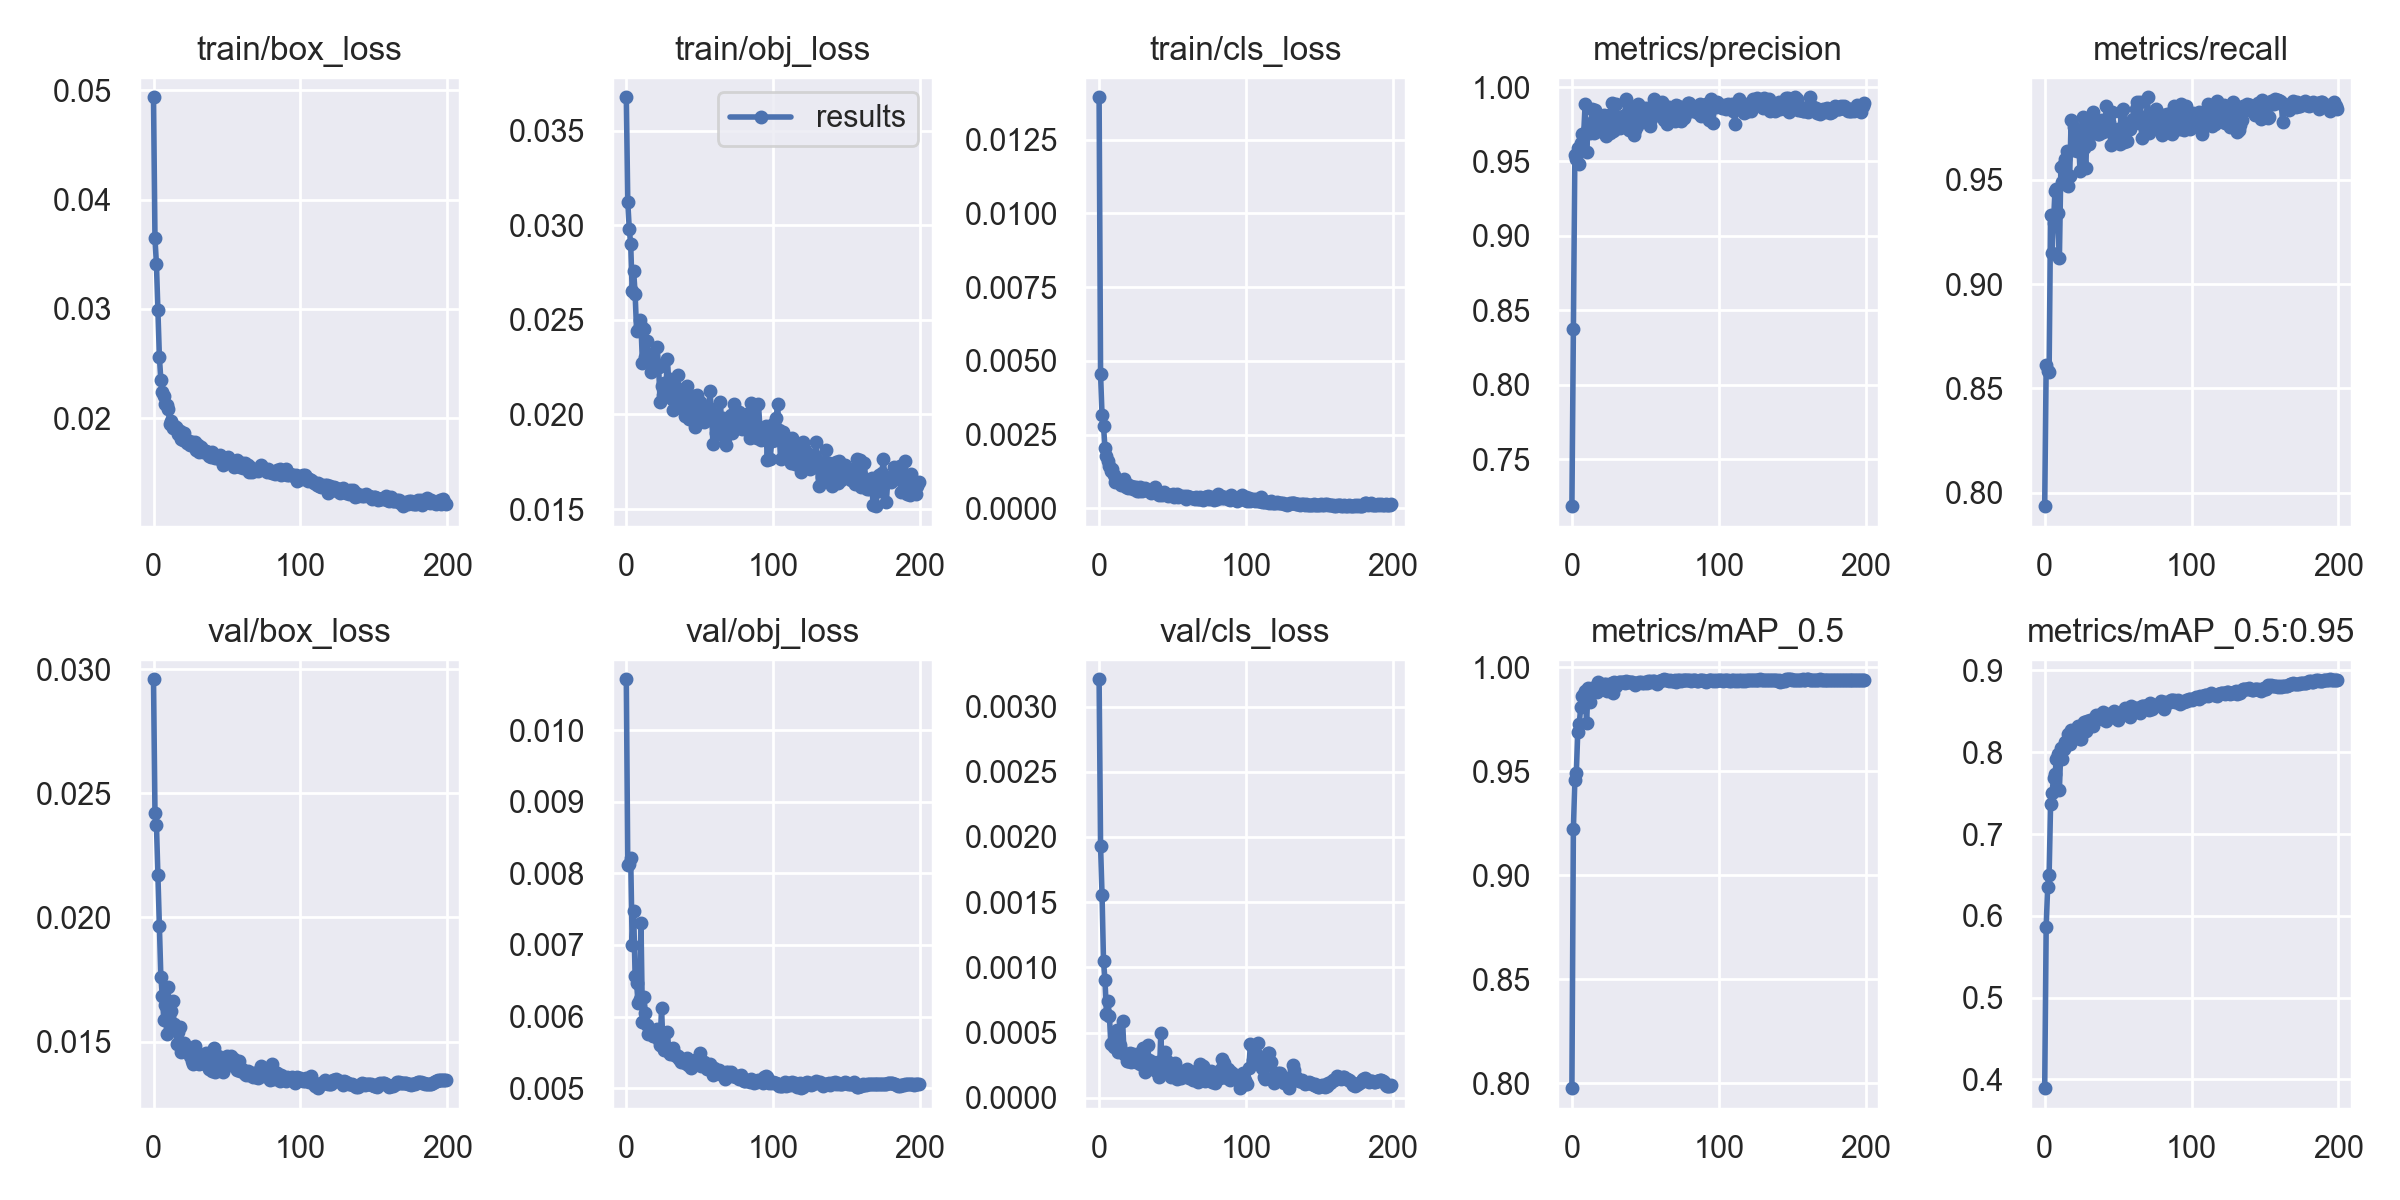 train/box_loss
0.05
0.04
0.03
0.02
0 100 200
train/obj_loss
results
0.035
0.030
0.025
0.020
0.015
0 100 200
train/cls_loss
0.0125
0.0100
0.0075
0.0050
0.0025
0.0000
0 100 200
metrics/precision
1.00
0.95
0.90
0.85
0.80
0.75
0 100 200
metrics/recall
0.95
0.90
0.85
0.80
0 100 200
val/box_loss
0.030
0.025
0.020
0.015
0 100 200
val/obj_loss
0.010
0.009
0.008
0.007
0.006
0.005
0 100 200
val/cls_loss
0.0030
0.0025
0.0020
0.0015
0.0010
0.0005
0.0000
0 100 200
metrics/mAP_0.5
1.00
0.95
0.90
0.85
0.80
0 100 200
metrics/mAP_0.5:0.95
0.9
0.8
0.7
0.6
0.5
0.4
0 100 200